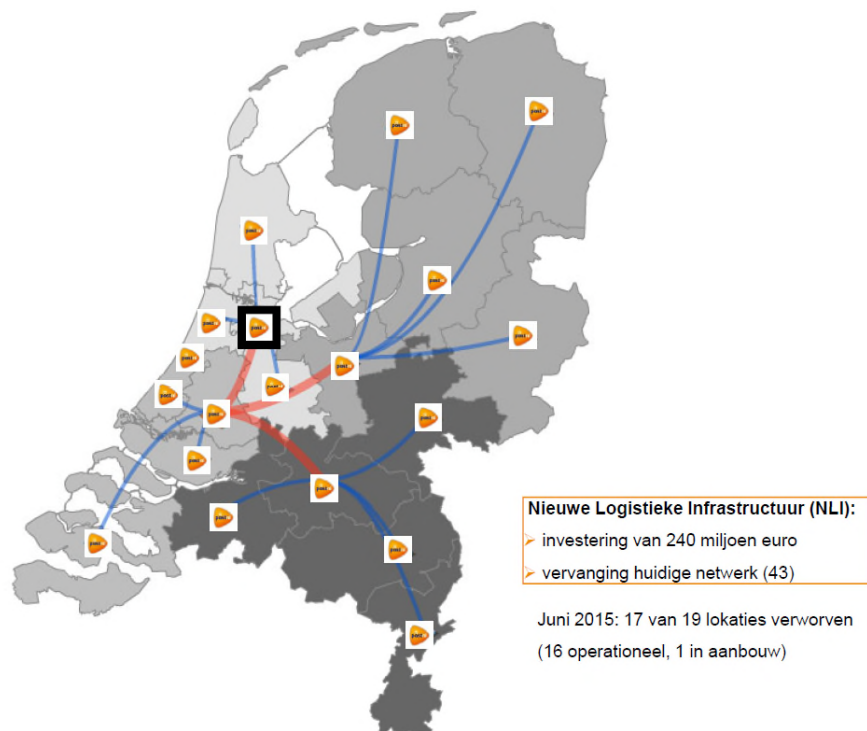 Nieuwe Logistieke Infrastructuur (NLI):
investering van 240 miljoen euro
vervanging huidige netwerk (43)
Juni 2015: 17 van 19 lokaties verworven
(16 operationeel, 1 in aanbouw)